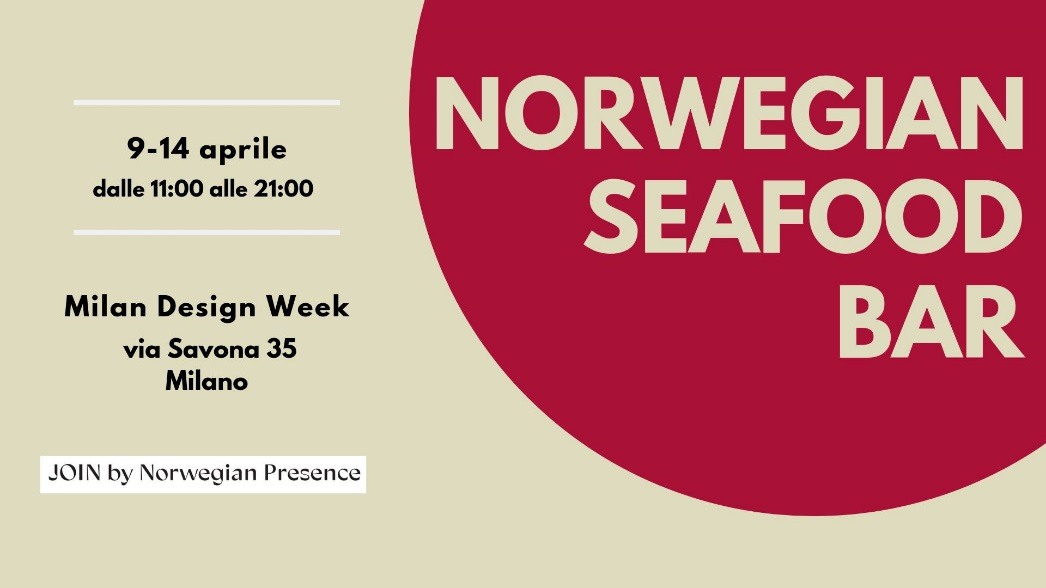 9-14 aprile
dalle 11:00 alle 21:00
Milan Design Week
via Savona 35
Milano
JOIN by Norwegian Presence
NORWEGIAN
SEAFOOD
BAR